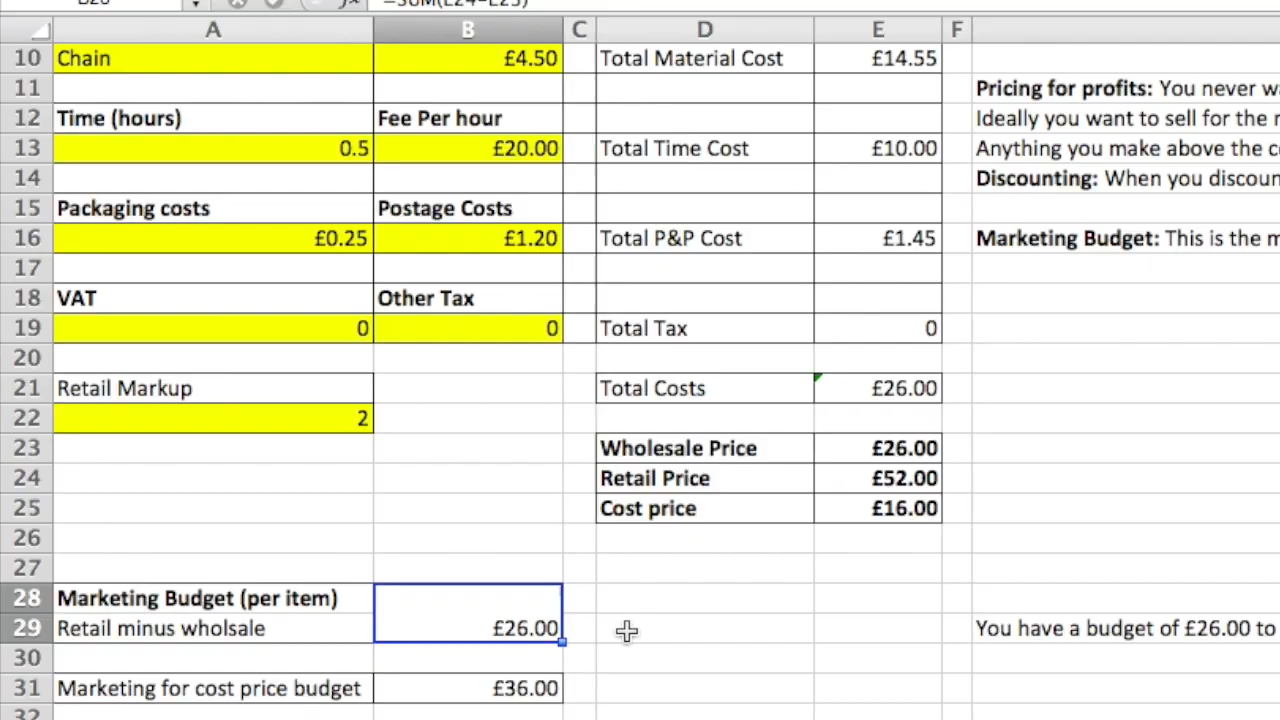 A B C D E F
10 Chain £4.50 Total Material Cost £14.55
11 Pricing for profits: You never
12 Time (hours) Fee Per hour Ideally you want to sell for the
13 0.5 £20.00 Total Time Cost £10.00 Anything you make above the
14 Discounting: When you
15 Packaging costs Postage Costs
16 £0.25 £1.20 Total P&P Cost £1.45 Marketing Budget: This is the
17
18 VAT Other Tax
19 0 0 Total Tax 0
20
21 Retail Markup Total Costs £26.00
22 2
23 Wholesale Price £26.00
24 Retail Price £52.00
25 Cost price £16.00
26
27
28 Marketing Budget (per item)
29 Retail minus wholsale £26.00 You have a budget of £26.00 to
30
31 Marketing for cost price budget £36.00
32